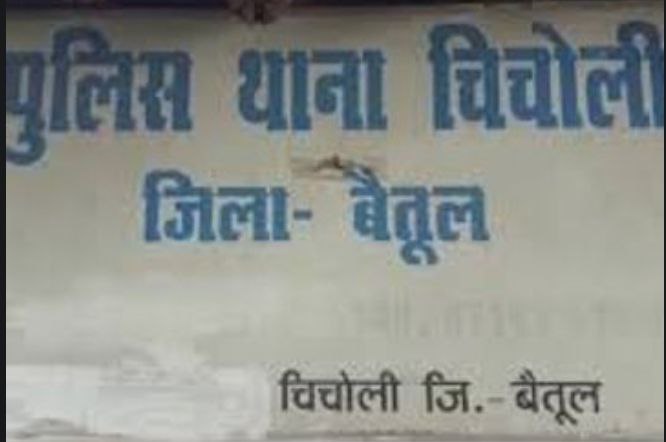 पुलिस थाना चिचोली
जिला- बैतूल
चिचोली जि.- बैतूल